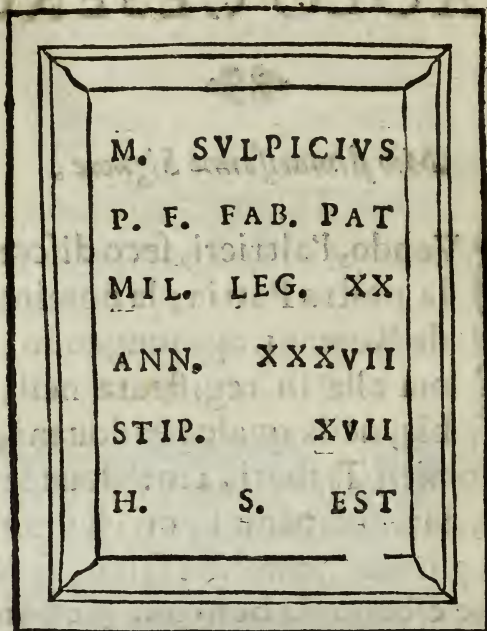 M. SVLPICIVS
P. F. FAB. PAT
MIL. LEG. XX
ANN. XXXVII
STIP. XVII
H. S. EST